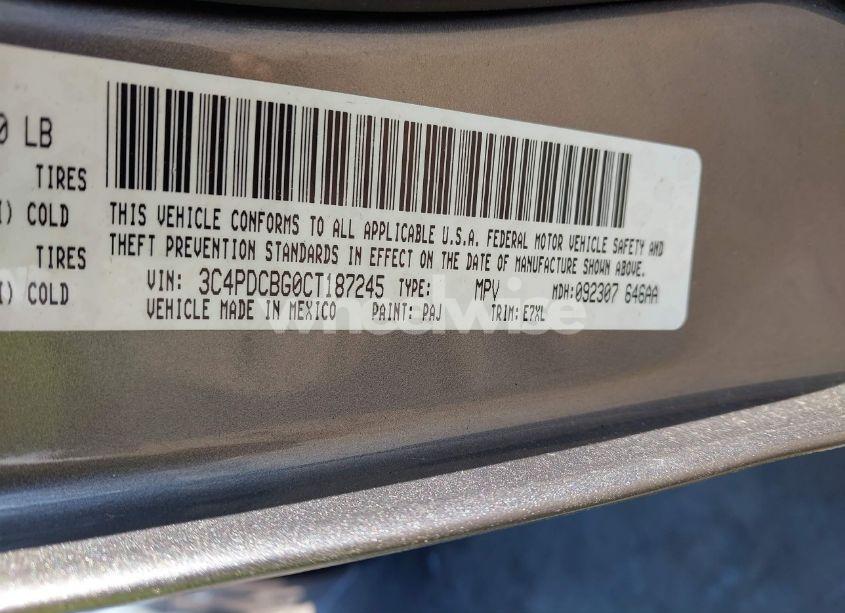 0 LB
TIRES
I) COLD
TIRES
I) COLD
THIS VEHICLE CONFORMS TO ALL APPLICABLE U.S.A. FEDERAL MOTOR VEHICLE SAFETY AND
THEFT PREVENTION STANDARDS IN EFFECT ON THE DATE OF MANUFACTURE SHOWN ABOVE.
VIN: 3C4PDCBG0CT187245 TYPE: MPV MDH:092307 646AA
VEHICLE MADE IN MEXICO PAINT: PAJ TRIM: E7XL
wheelwise